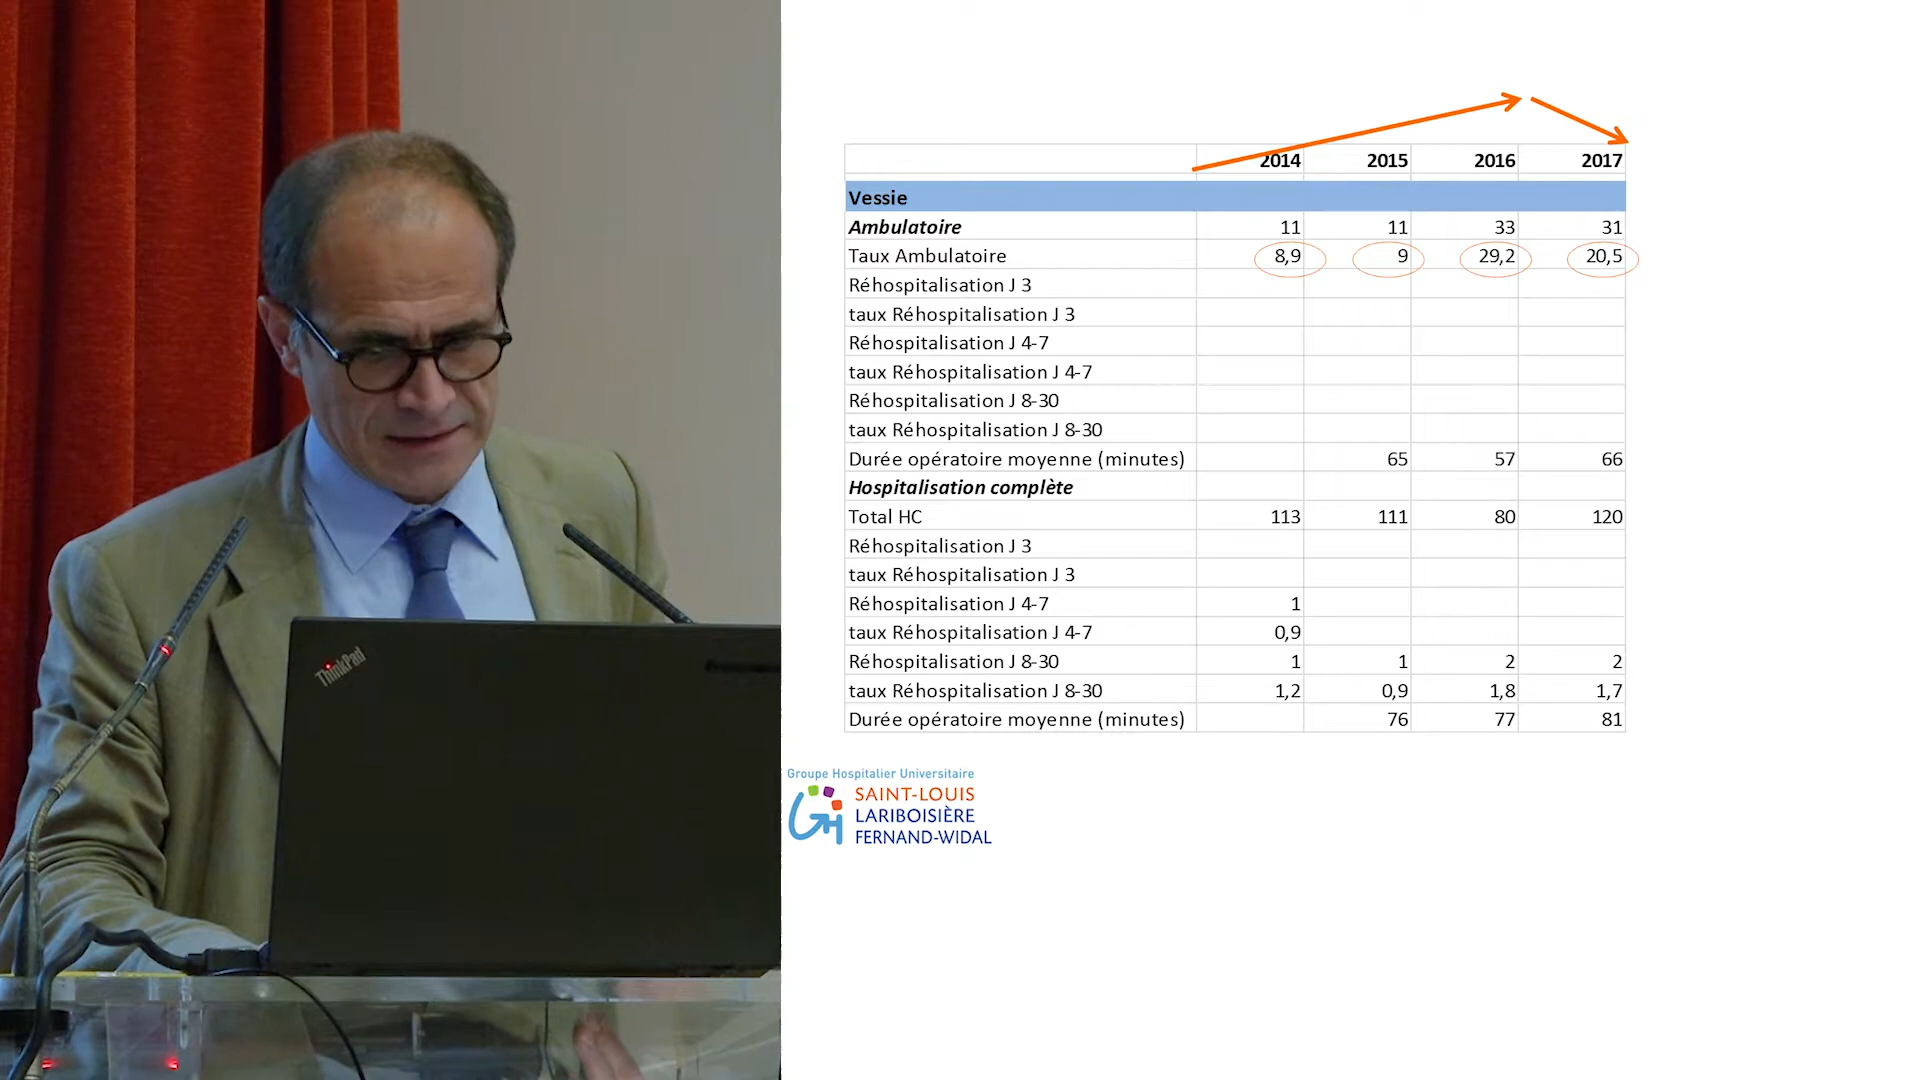 2014 2015 2016 2017
Vessie
Ambulatoire 11 11 33 31
Taux Ambulatoire 8,9 9 29,2 20,5
Réhospitalisation J 3
taux Réhospitalisation J 3
Réhospitalisation J 4-7
taux Réhospitalisation J 4-7
Réhospitalisation J 8-30
taux Réhospitalisation J 8-30
Durée opératoire moyenne (minutes) 65 57 66
Hospitalisation complète
Total HC 113 111 80 120
Réhospitalisation J 3
taux Réhospitalisation J 3
Réhospitalisation J 4-7 1
taux Réhospitalisation J 4-7 0,9
Réhospitalisation J 8-30 1 1 2 2
taux Réhospitalisation J 8-30 1,2 0,9 1,8 1,7
Durée opératoire moyenne (minutes) 76 77 81
Groupe Hospitalier Universitaire
SAINT-LOUIS
LARIBOISIÈRE
FERNAND-WIDAL
ThinkPad